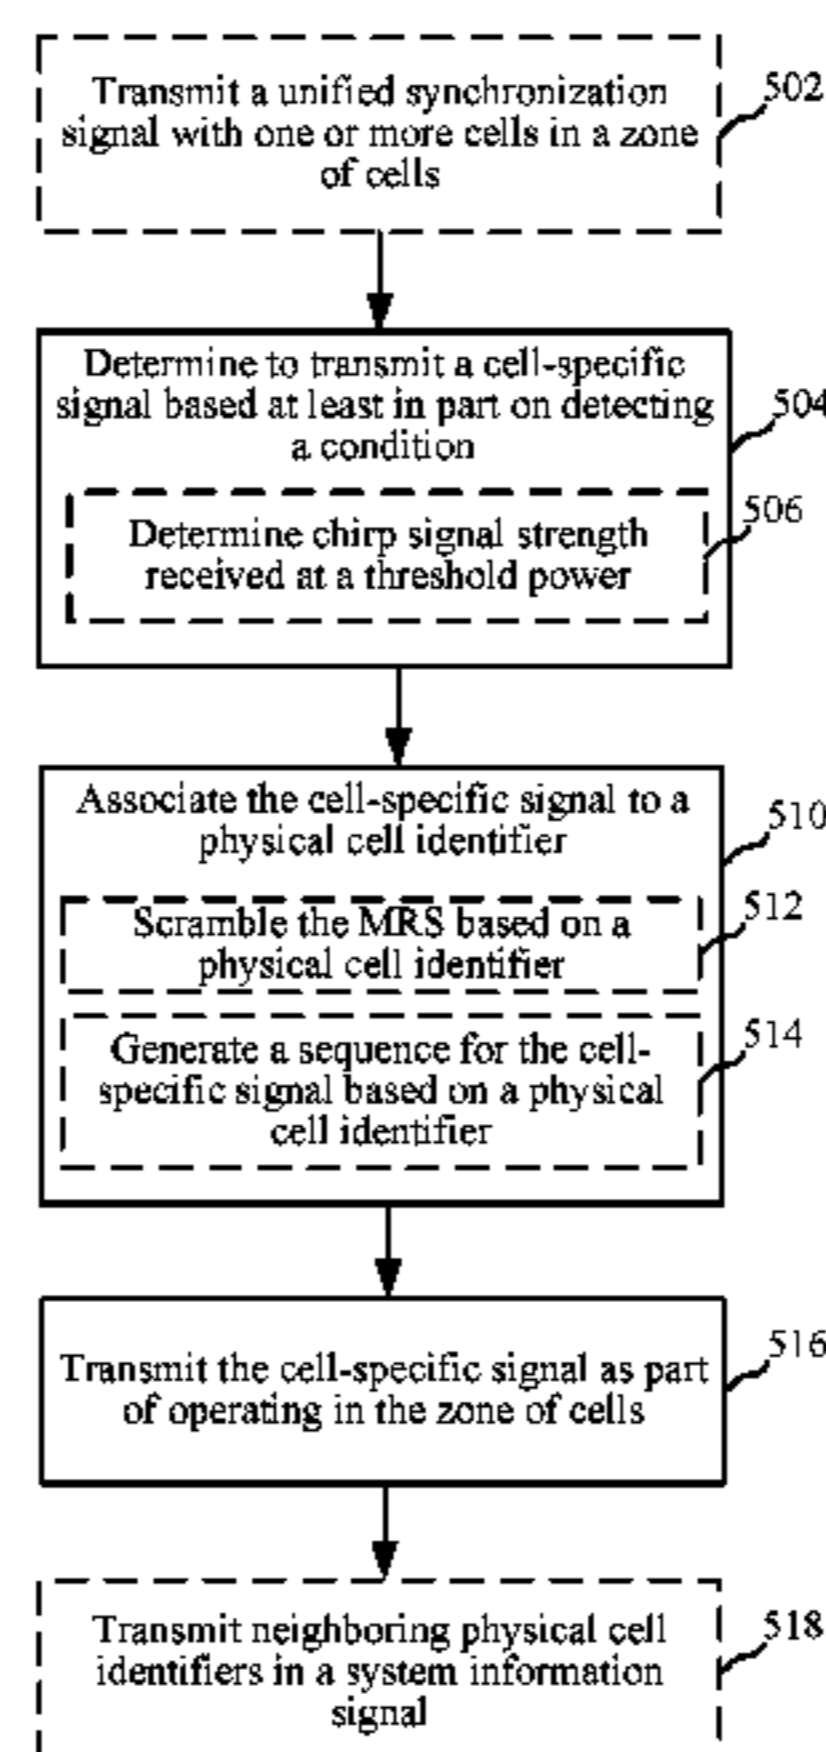 Transmit a unified synchronization
signal with one or more cells in a zone
of cells
502
Determine to transmit a cell-specific
signal based at least in part on detecting
a condition
504
Determine chirp signal strength
received at a threshold power
506
Associate the cell-specific signal to a
physical cell identifier
510
Scramble the MRS based on a
physical cell identifier
512
Generate a sequence for the cell-
specific signal based on a physical
cell identifier
514
Transmit the cell-specific signal as part
of operating in the zone of cells
516
Transmit neighboring physical cell
identifiers in a system information
signal
518